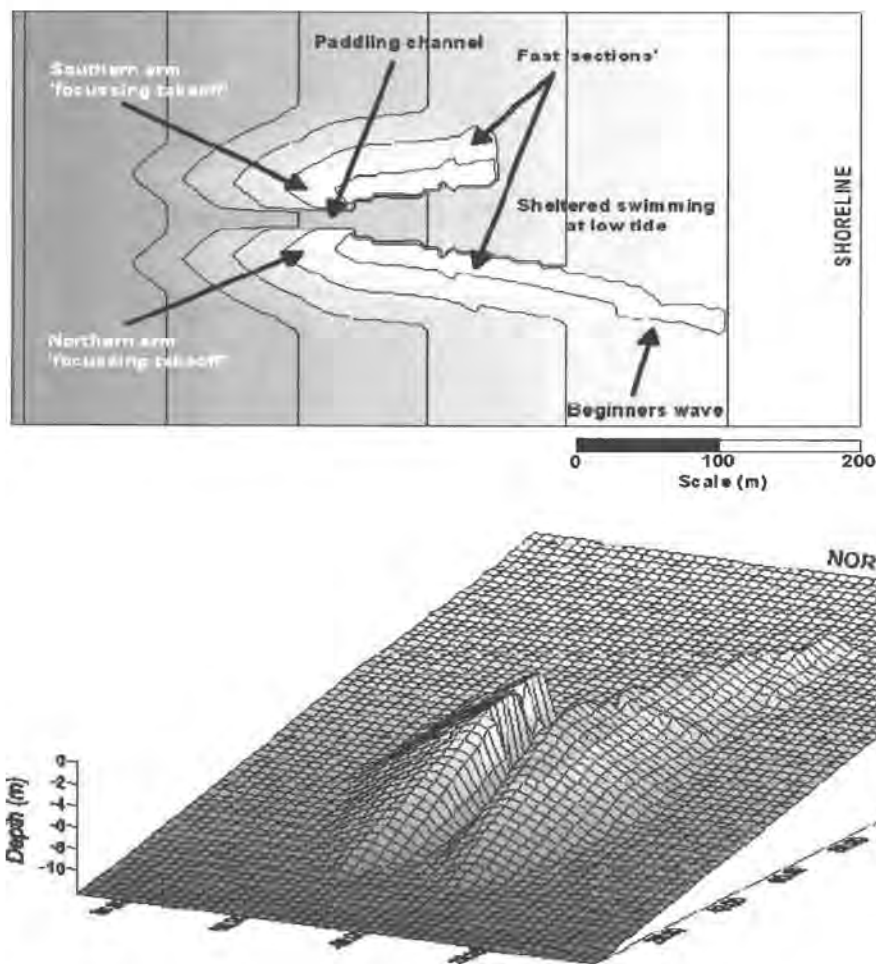 Paddling channel
Fast 'sections'
Southern arm
'focussing takeoff'
Sheltered swimming
at low tide
SHORELINE
Northern arm
'focussing takeoff'
Beginners wave
0 100 200
Scale (m)
NOR
Depth (m)
0
-2
-4
-6
-8
-10